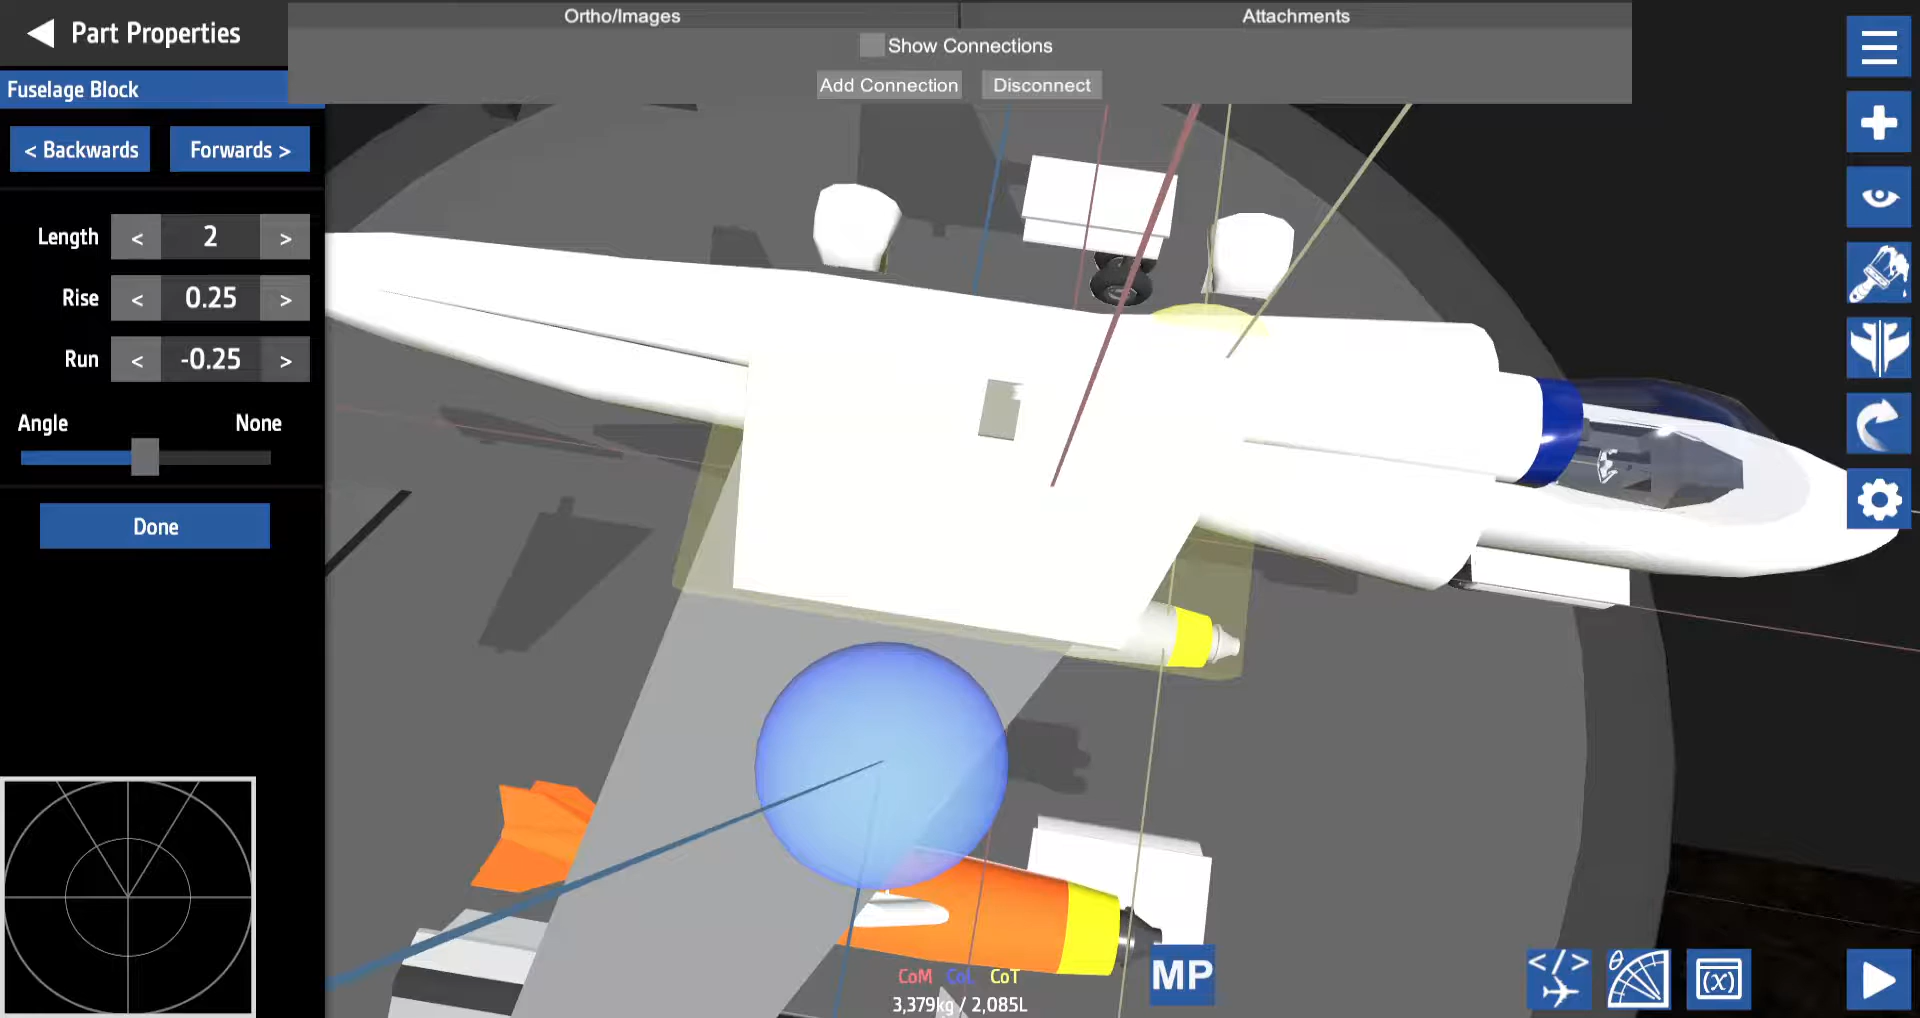 Part Properties
Ortho/Images
Attachments
Show Connections
Add Connection
Disconnect
Fuselage Block
< Backwards
Forwards >
Length
<
2
>
Rise
<
0.25
>
Run
<
-0.25
>
Angle
None
Done
CoM
CoL
CoT
3,379kg / 2,085L
MP
</>
θ
(x)